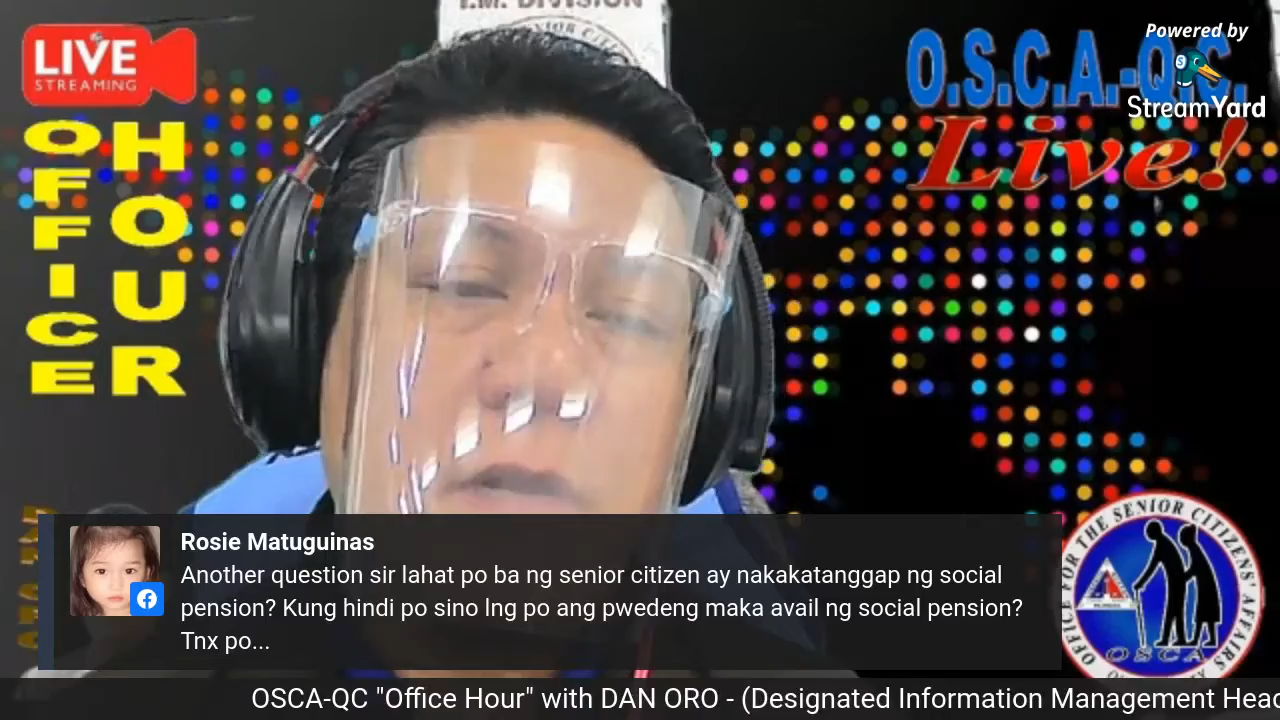 I.M. DIVISION
LIVE
STREAMING
OFFICE
HOUR
Powered by
StreamYard
O.S.C.A.-Q.C.
Live!
Rosie Matuguinas
Another question sir lahat po ba ng senior citizen ay nakakatanggap ng social
pension? Kung hindi po sino lng po ang pwedeng maka avail ng social pension?
Tnx po...
OFFICE FOR THE SENIOR CITIZENS' AFFAIRS
OSCA
OSCA-QC "Office Hour" with DAN ORO - (Designated Information Management Head